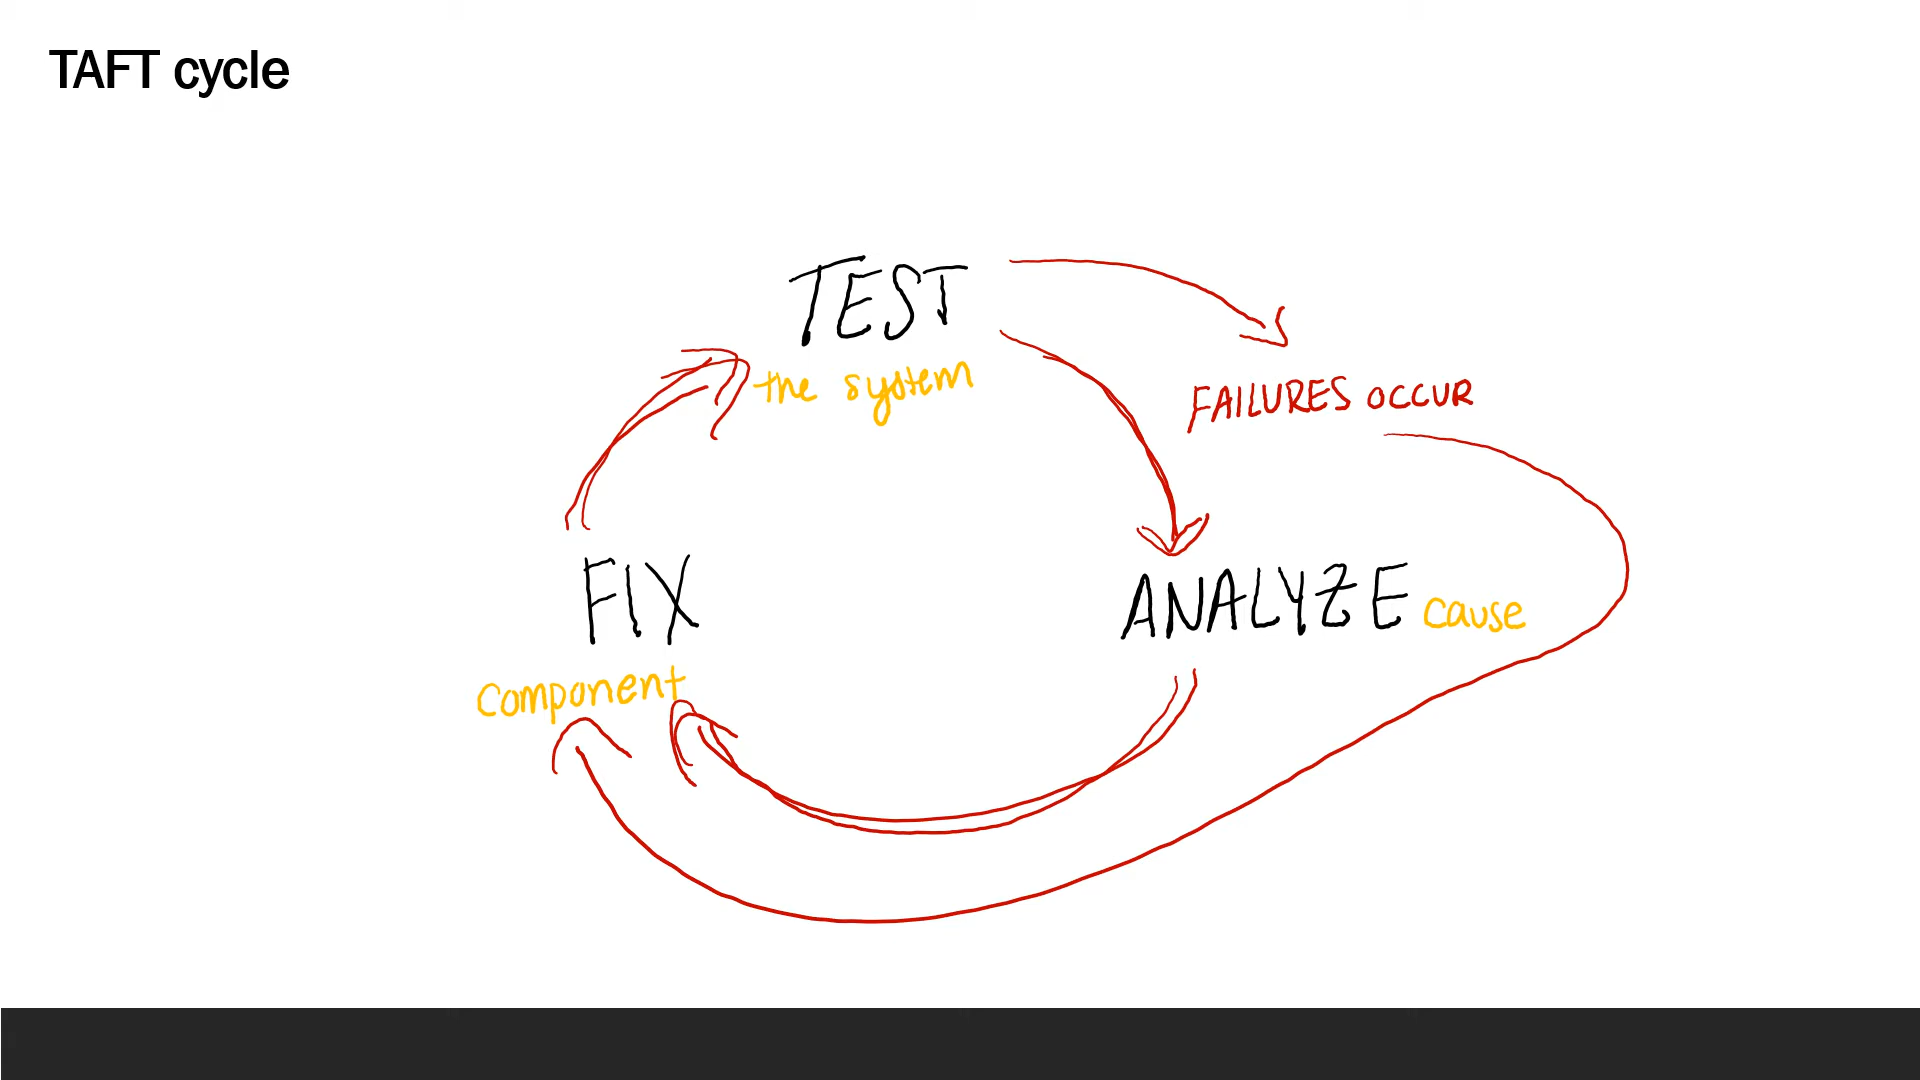 TAFT cycle
TEST
the system
FAILURES OCCUR
FIX
component
ANALYZE cause